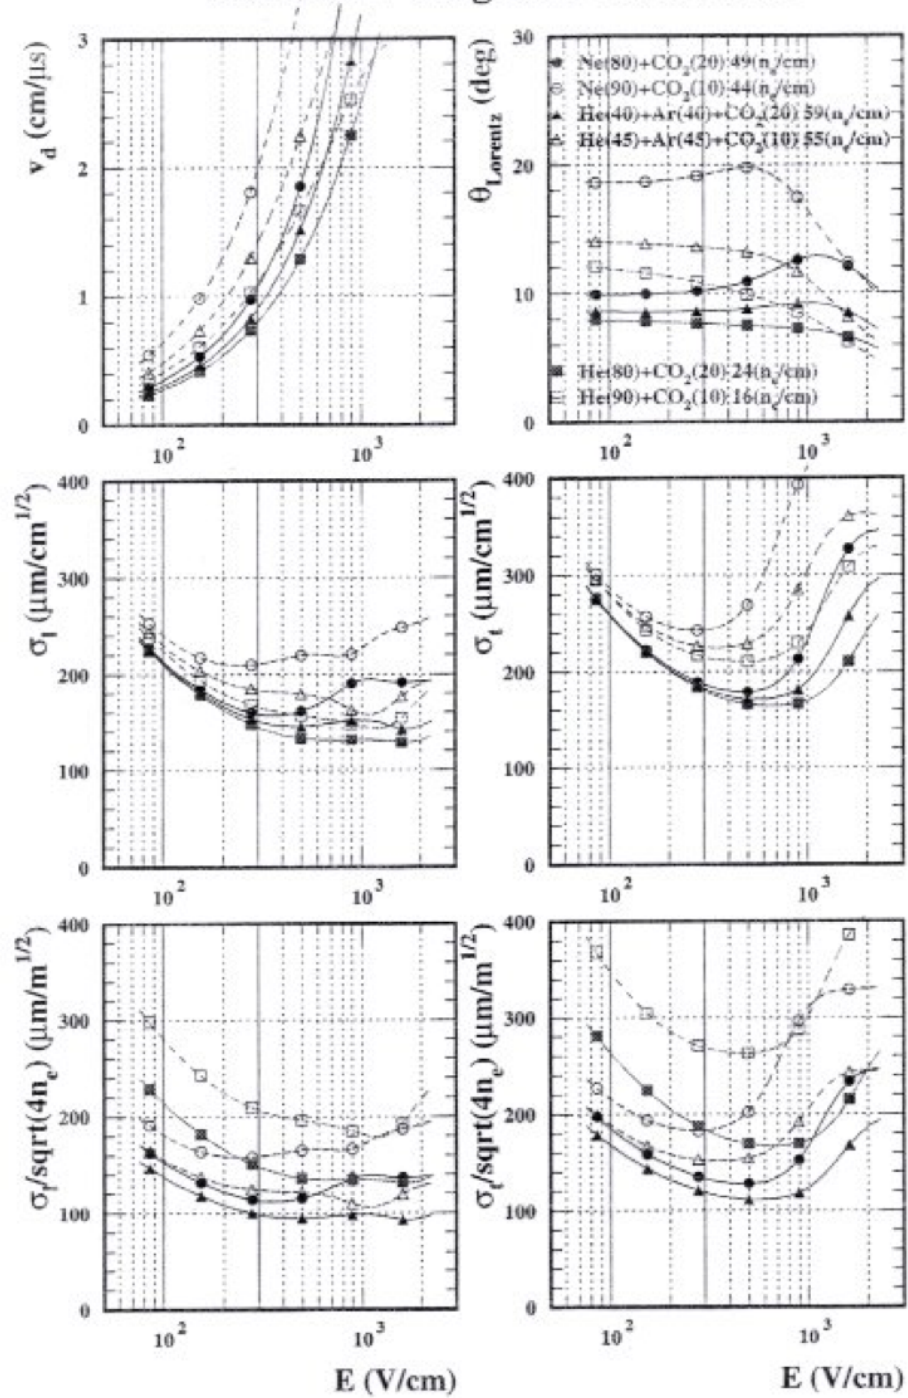 v_d (cm/μs)
3
2
1
0
10^2
10^3
θ_Lorentz (deg)
30
20
10
0
Ne(80)+CO_2(20) 49(n_e/cm)
Ne(90)+CO_2(10) 44(n_e/cm)
He(40)+Ar(40)+CO_2(20) 59(n_e/cm)
He(45)+Ar(45)+CO_2(10) 55(n_e/cm)
He(80)+CO_2(20) 24(n_e/cm)
He(90)+CO_2(10) 16(n_e/cm)
10^2
10^3
σ_l (μm/cm^1/2)
400
300
200
100
0
10^2
10^3
σ_t (μm/cm^1/2)
400
300
200
100
0
10^2
10^3
σ_l/sqrt(4n_e) (μm/m^1/2)
400
300
200
100
0
10^2
10^3
E (V/cm)
σ_t/sqrt(4n_e) (μm/m^1/2)
400
300
200
100
0
10^2
10^3
E (V/cm)